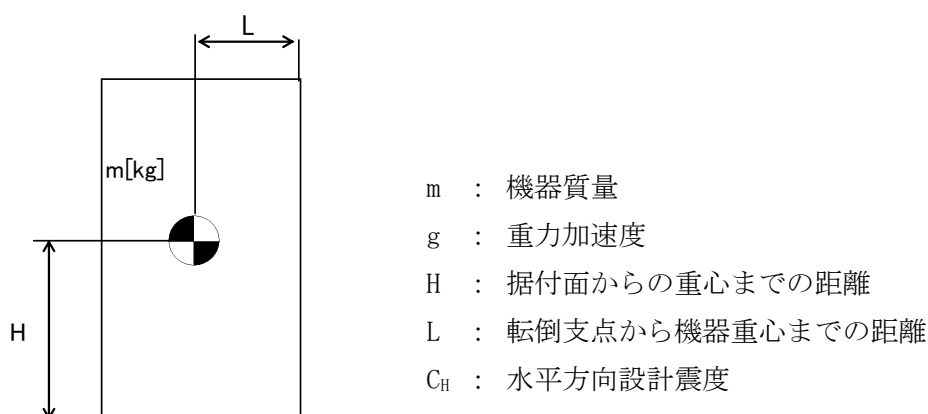 L
m[kg]
H
m : 機器質量
g : 重力加速度
H : 据付面からの重心までの距離
L : 転倒支点から機器重心までの距離
CH : 水平方向設計震度